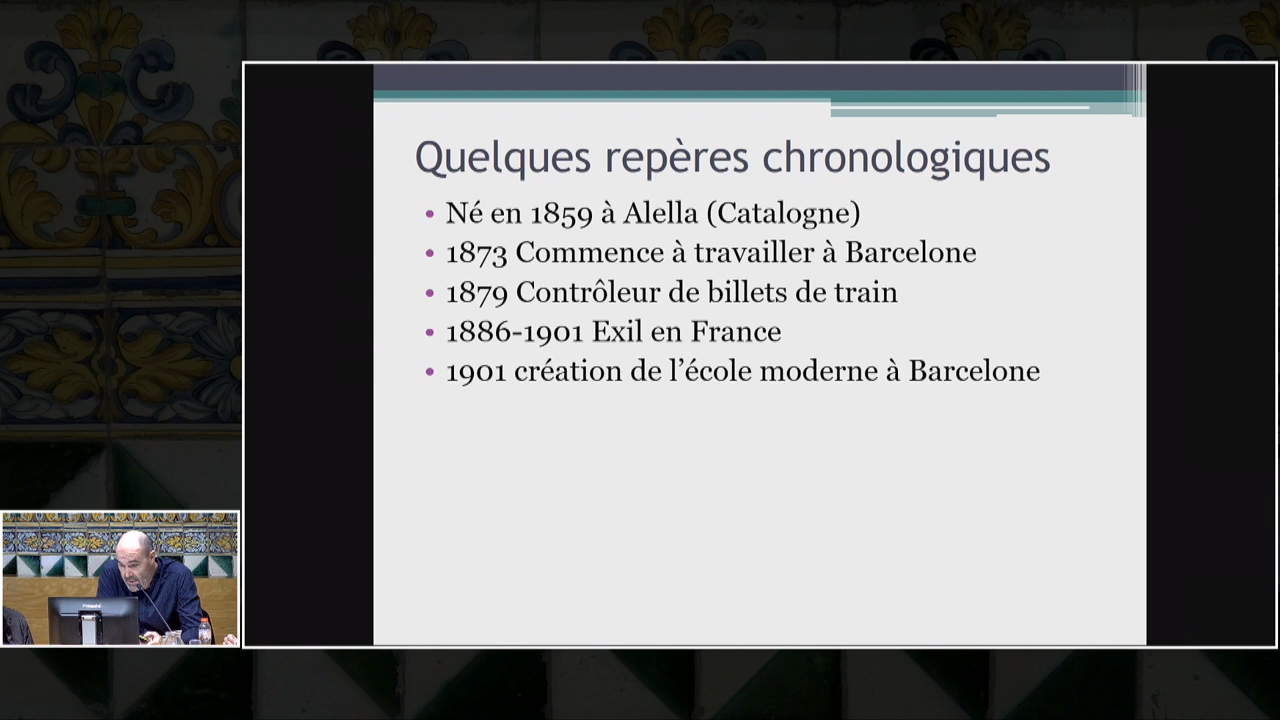 Quelques repères chronologiques
• Né en 1859 à Alella (Catalogne)
• 1873 Commence à travailler à Barcelone
• 1879 Contrôleur de billets de train
• 1886-1901 Exil en France
• 1901 création de l’école moderne à Barcelone